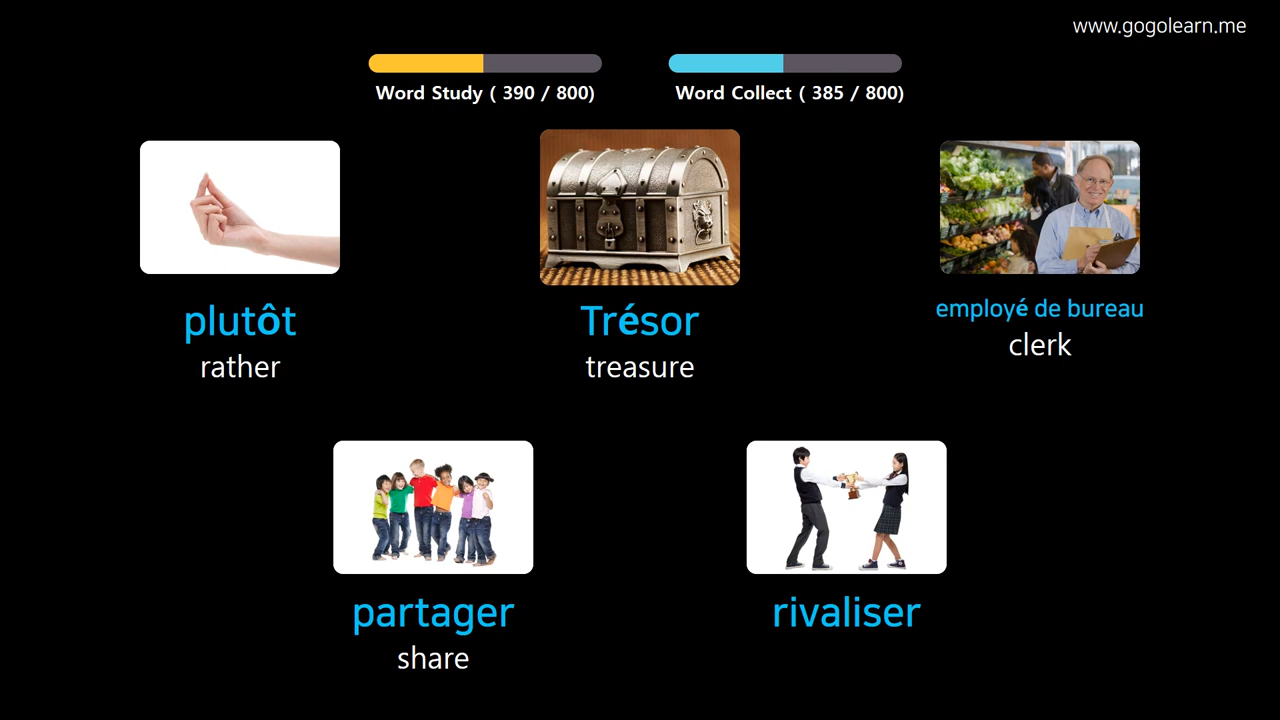 www.gogolearn.me
Word Study ( 390 / 800)
Word Collect ( 385 / 800)
plutôt
rather
Trésor
treasure
employé de bureau
clerk
partager
share
rivaliser